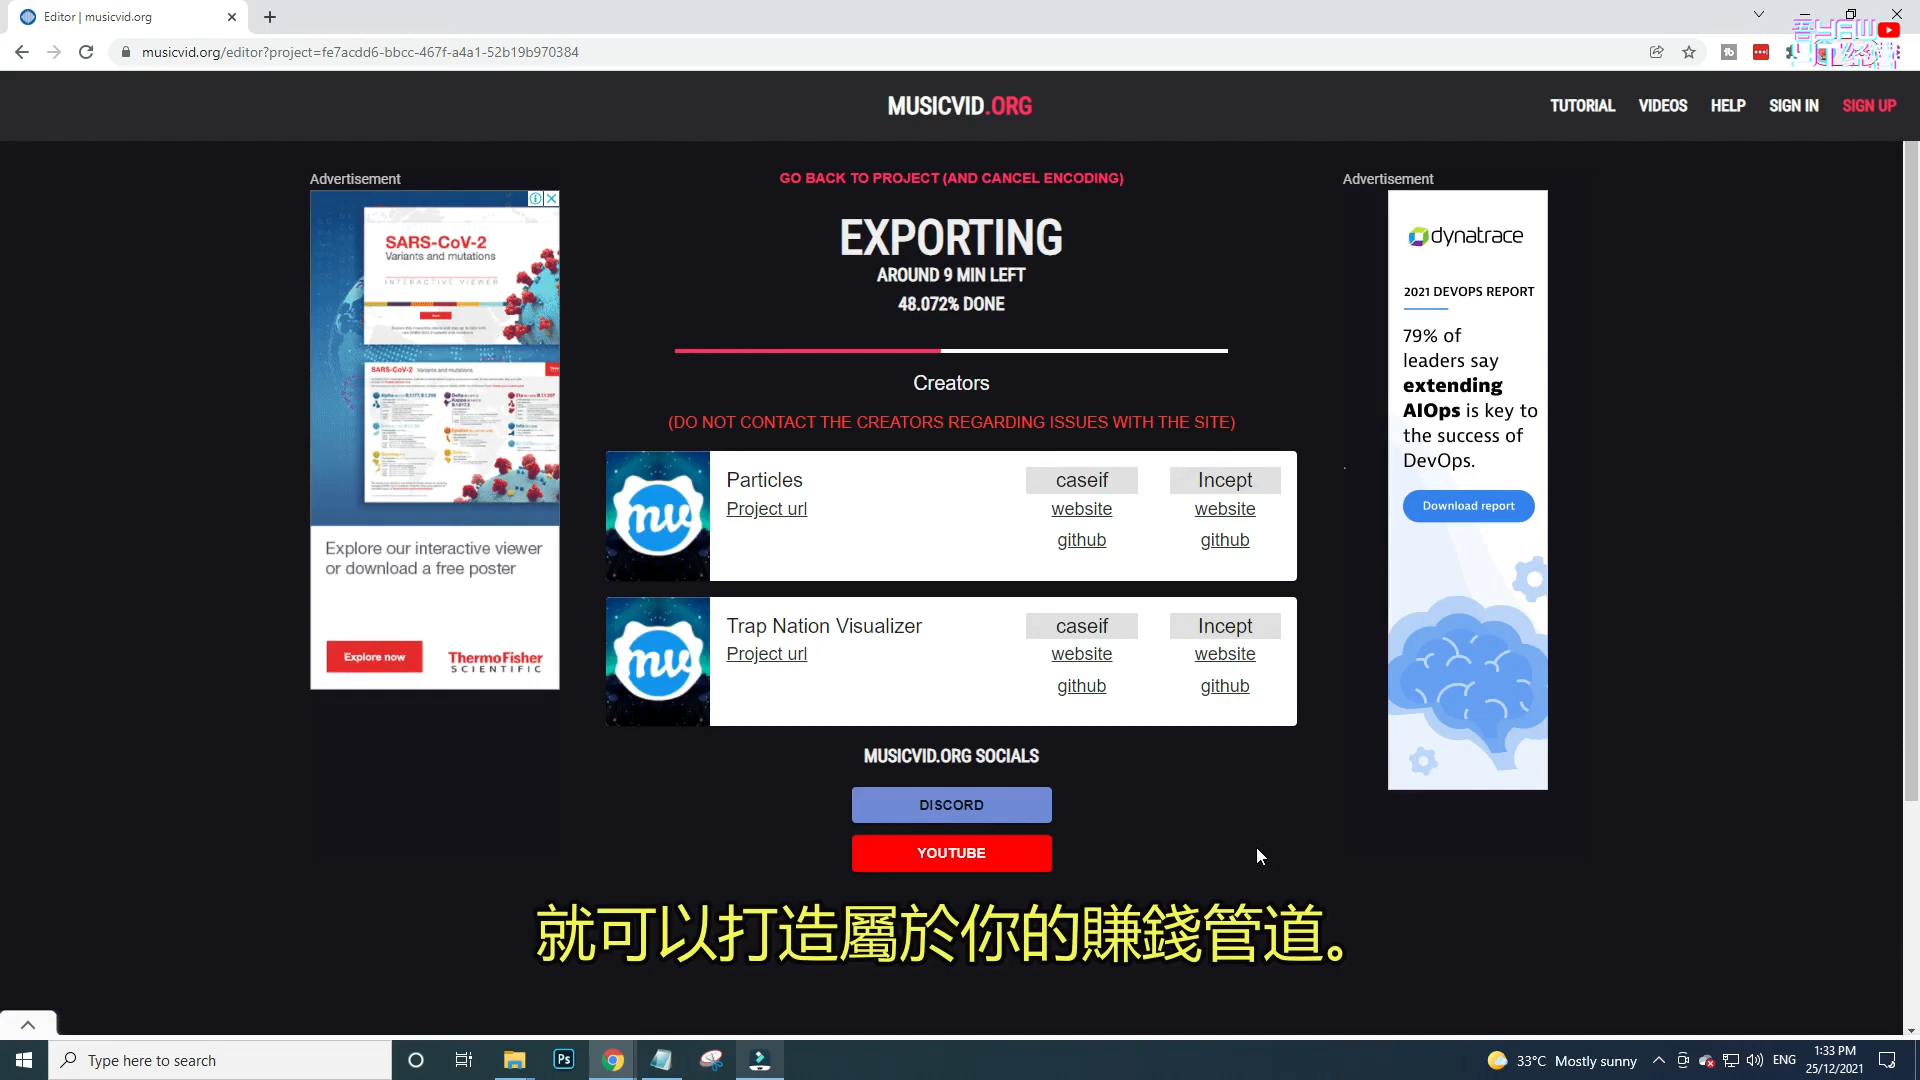 Editor | musicvid.org
musicvid.org/editor?project=fe7acdd6-bbcc-467f-a4a1-52b19b970384
MUSICVID.ORG
TUTORIAL VIDEOS HELP SIGN IN SIGN UP
Advertisement
SARS-CoV-2
Variants and mutations
INTERACTIVE VIEWER
SARS-CoV-2 Variants and mutations
Explore our interactive viewer
or download a free poster
Explore now
ThermoFisher
SCIENTIFIC
GO BACK TO PROJECT (AND CANCEL ENCODING)
EXPORTING
AROUND 9 MIN LEFT
48.072% DONE
Creators
(DO NOT CONTACT THE CREATORS REGARDING ISSUES WITH THE SITE)
Particles
Project url
caseif
website
github
Incept
website
github
Trap Nation Visualizer
Project url
caseif
website
github
Incept
website
github
MUSICVID.ORG SOCIALS
DISCORD
YOUTUBE
Advertisement
dynatrace
2021 DEVOPS REPORT
79% of
leaders say
extending
AIOps is key to
the success of
DevOps.
Download report
就可以打造屬於你的賺錢管道。
Type here to search
Ps
33°C Mostly sunny
ENG
1:33 PM
25/12/2021